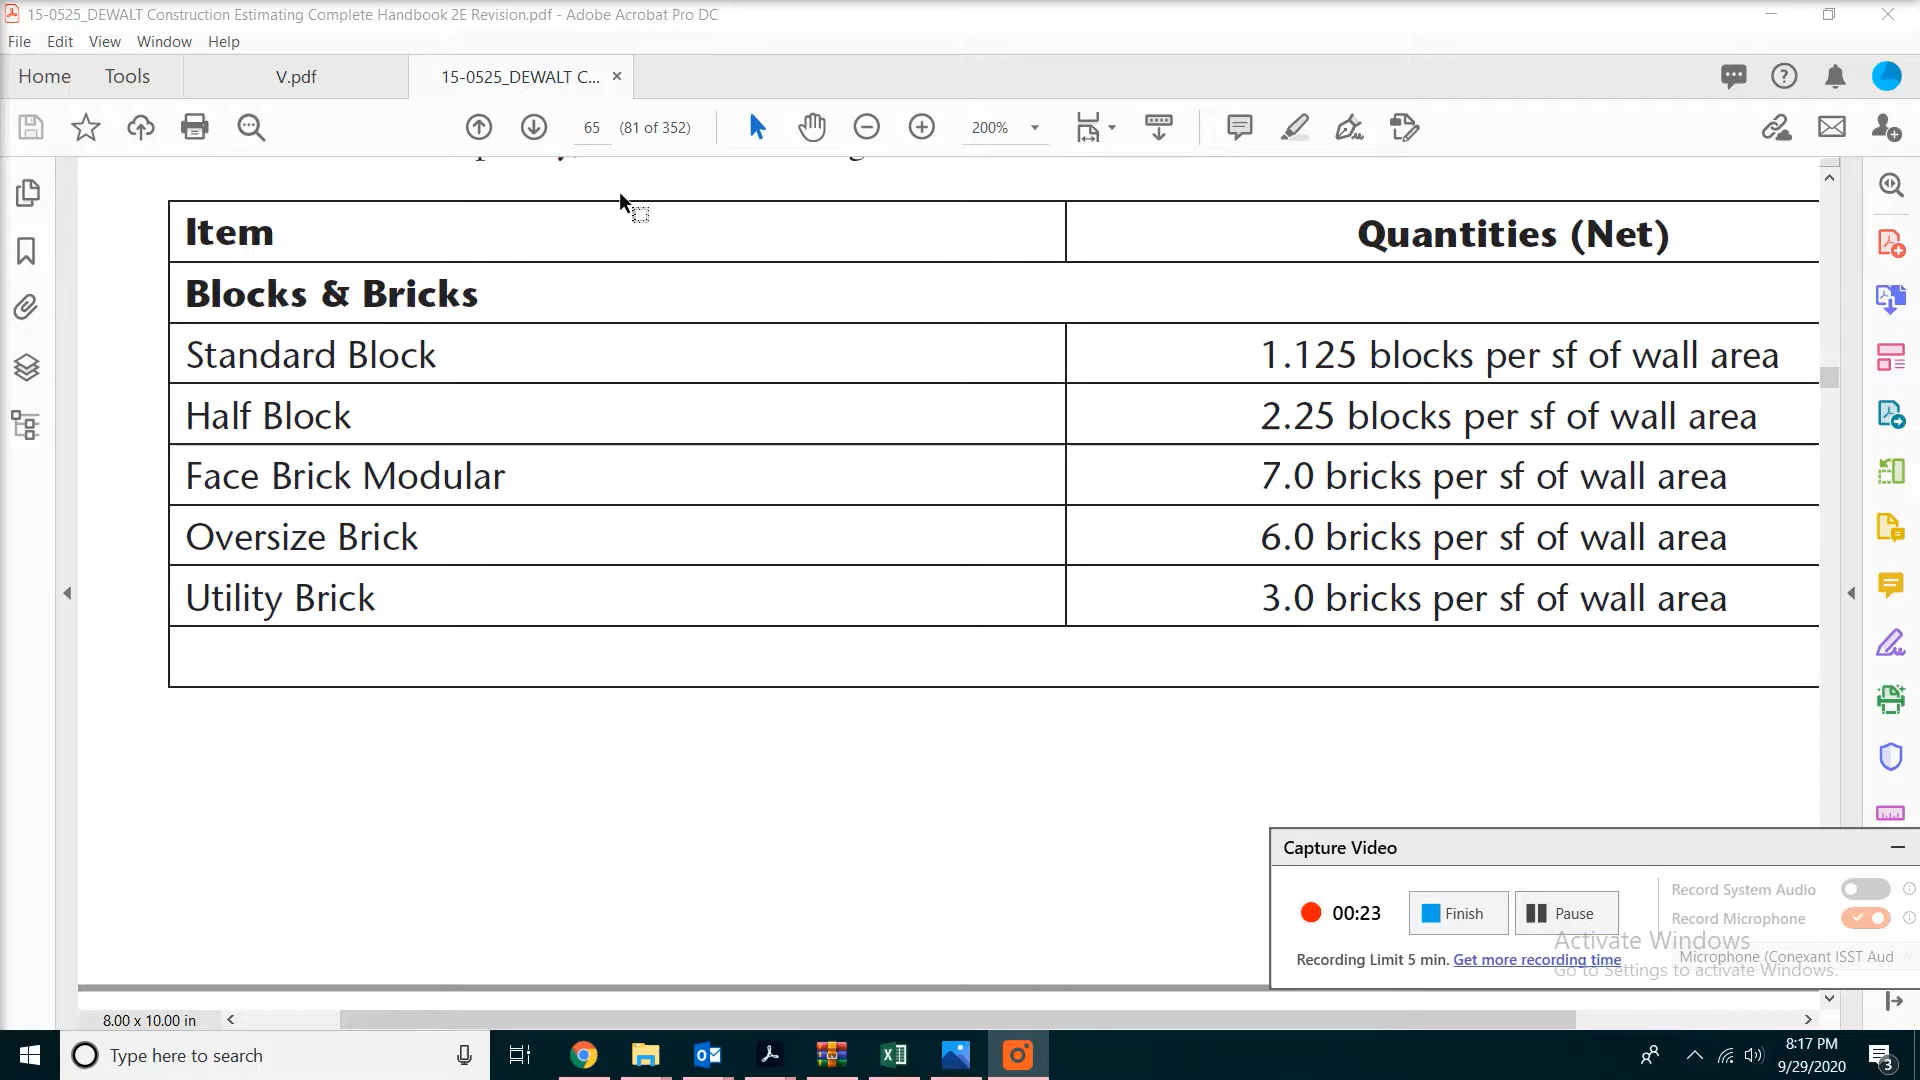 15-0525_DEWALT Construction Estimating Complete Handbook 2E Revision.pdf - Adobe Acrobat Pro DC
File Edit View Window Help
Home Tools V.pdf 15-0525_DEWALT C... ×
65 (81 of 352) 200%
Item Quantities (Net)
Blocks & Bricks
Standard Block 1.125 blocks per sf of wall area
Half Block 2.25 blocks per sf of wall area
Face Brick Modular 7.0 bricks per sf of wall area
Oversize Brick 6.0 bricks per sf of wall area
Utility Brick 3.0 bricks per sf of wall area
Capture Video
00:23 Finish Pause
Record System Audio
Record Microphone
Activate Windows
Microphone (Conexant ISST Aud
Recording Limit 5 min. Get more recording time
Go to Settings to activate Windows.
8.00 x 10.00 in
Type here to search
8:17 PM
9/29/2020
3